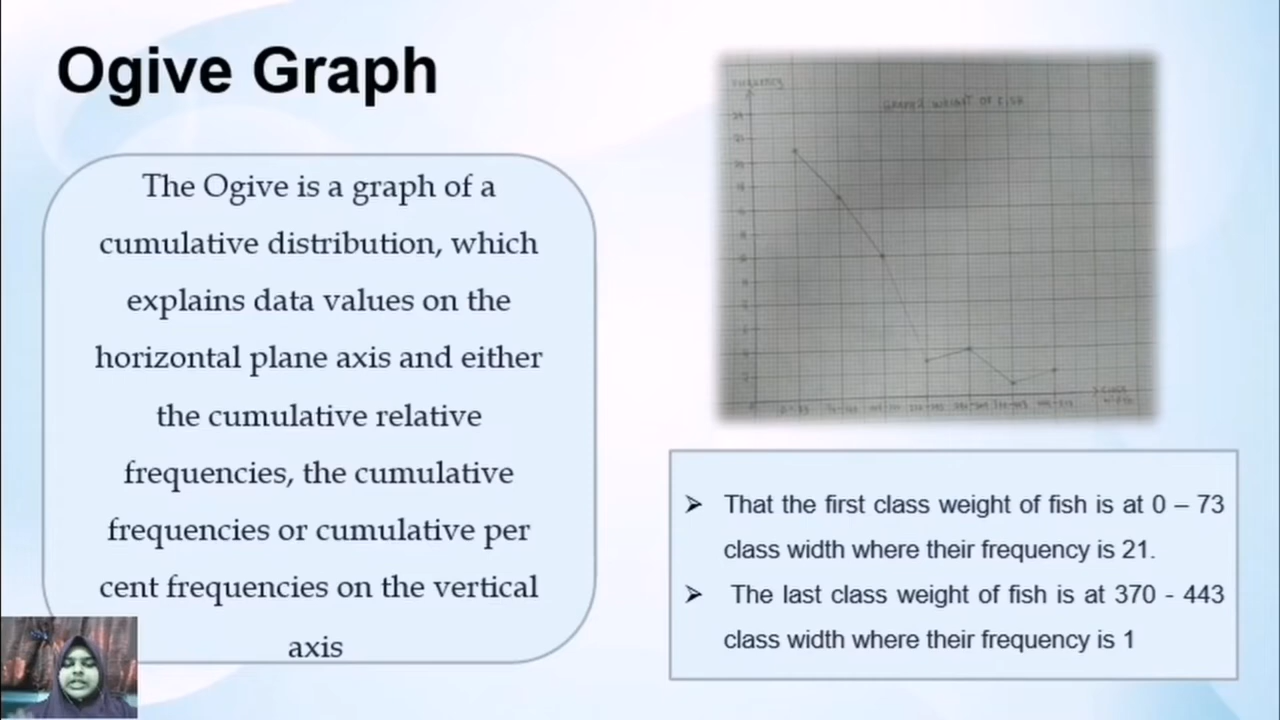 Ogive Graph
The Ogive is a graph of a
cumulative distribution, which
explains data values on the
horizontal plane axis and either
the cumulative relative
frequencies, the cumulative
frequencies or cumulative per
cent frequencies on the vertical
axis
WEIGHT OF FISH
➢ That the first class weight of fish is at 0 – 73
class width where their frequency is 21.
➢ The last class weight of fish is at 370 - 443
class width where their frequency is 1